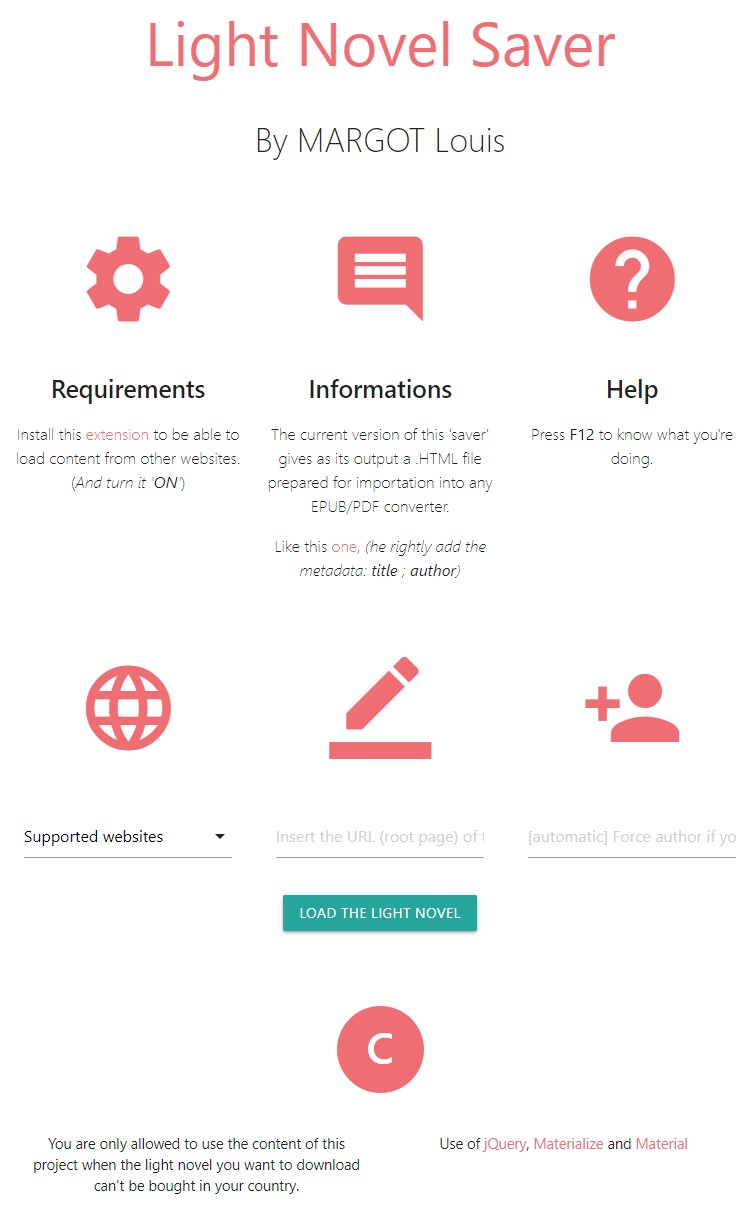 Light Novel Saver
By MARGOT Louis
Requirements
Install this extension to be able to
load content from other websites.
(And turn it 'ON')
Informations
The current version of this 'saver'
gives as its output a .HTML file
prepared for importation into any
EPUB/PDF converter.
Like this one, (he rightly add the
metadata: title ; author)
Help
Press F12 to know what you're
doing.
Supported websites
Insert the URL (root page) of t
[automatic] Force author if yo
LOAD THE LIGHT NOVEL
C
You are only allowed to use the content of this
project when the light novel you want to download
can't be bought in your country.
Use of jQuery, Materialize and Material